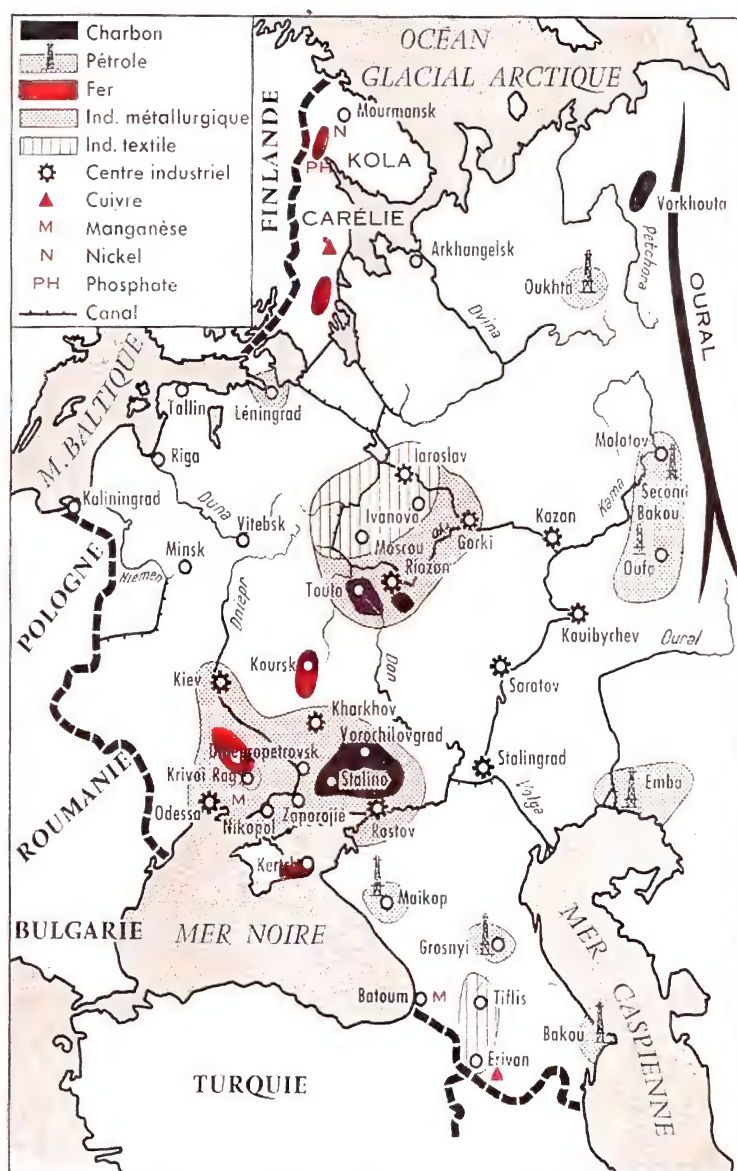 Charbon
Pétrole
Fer
Ind. métallurgique
Ind. textile
Centre industriel
Cuivre
M Manganèse
N Nickel
PH Phosphate
Canal
OCÉAN
GLACIAL ARCTIQUE
FINLANDE
Mourmansk
N
PH
KOLA
CARÉLIE
Arkhangelsk
Vorkhouta
Petchora
Oukhta
OURAL
Dvina
M. BALTIQUE
Tallin
Léningrad
Riga
Iaroslav
Molotov
Second
Bakou
Kaliningrad
Duna
Vitebsk
Ivanovo
Moscou
Gorki
Kazan
Kama
Oufa
Minsk
Niemen
POLOGNE
Dniepr
Toula
Riazan
Kouibychev
Oural
Don
Koursk
Kiev
Saratov
Kharkhov
Vorochilovgrad
Dniepropetrovsk
Stalingrad
Krivoï Rog
Stalino
Emba
ROUMANIE
M
Odessa
Nikopol
Zaporojie
Rostov
Volga
Kertch
Maikop
BULGARIE
MER NOIRE
Grosnyi
MER CASPIENNE
Batoum
M
Tiflis
Bakou
Erivan
TURQUIE